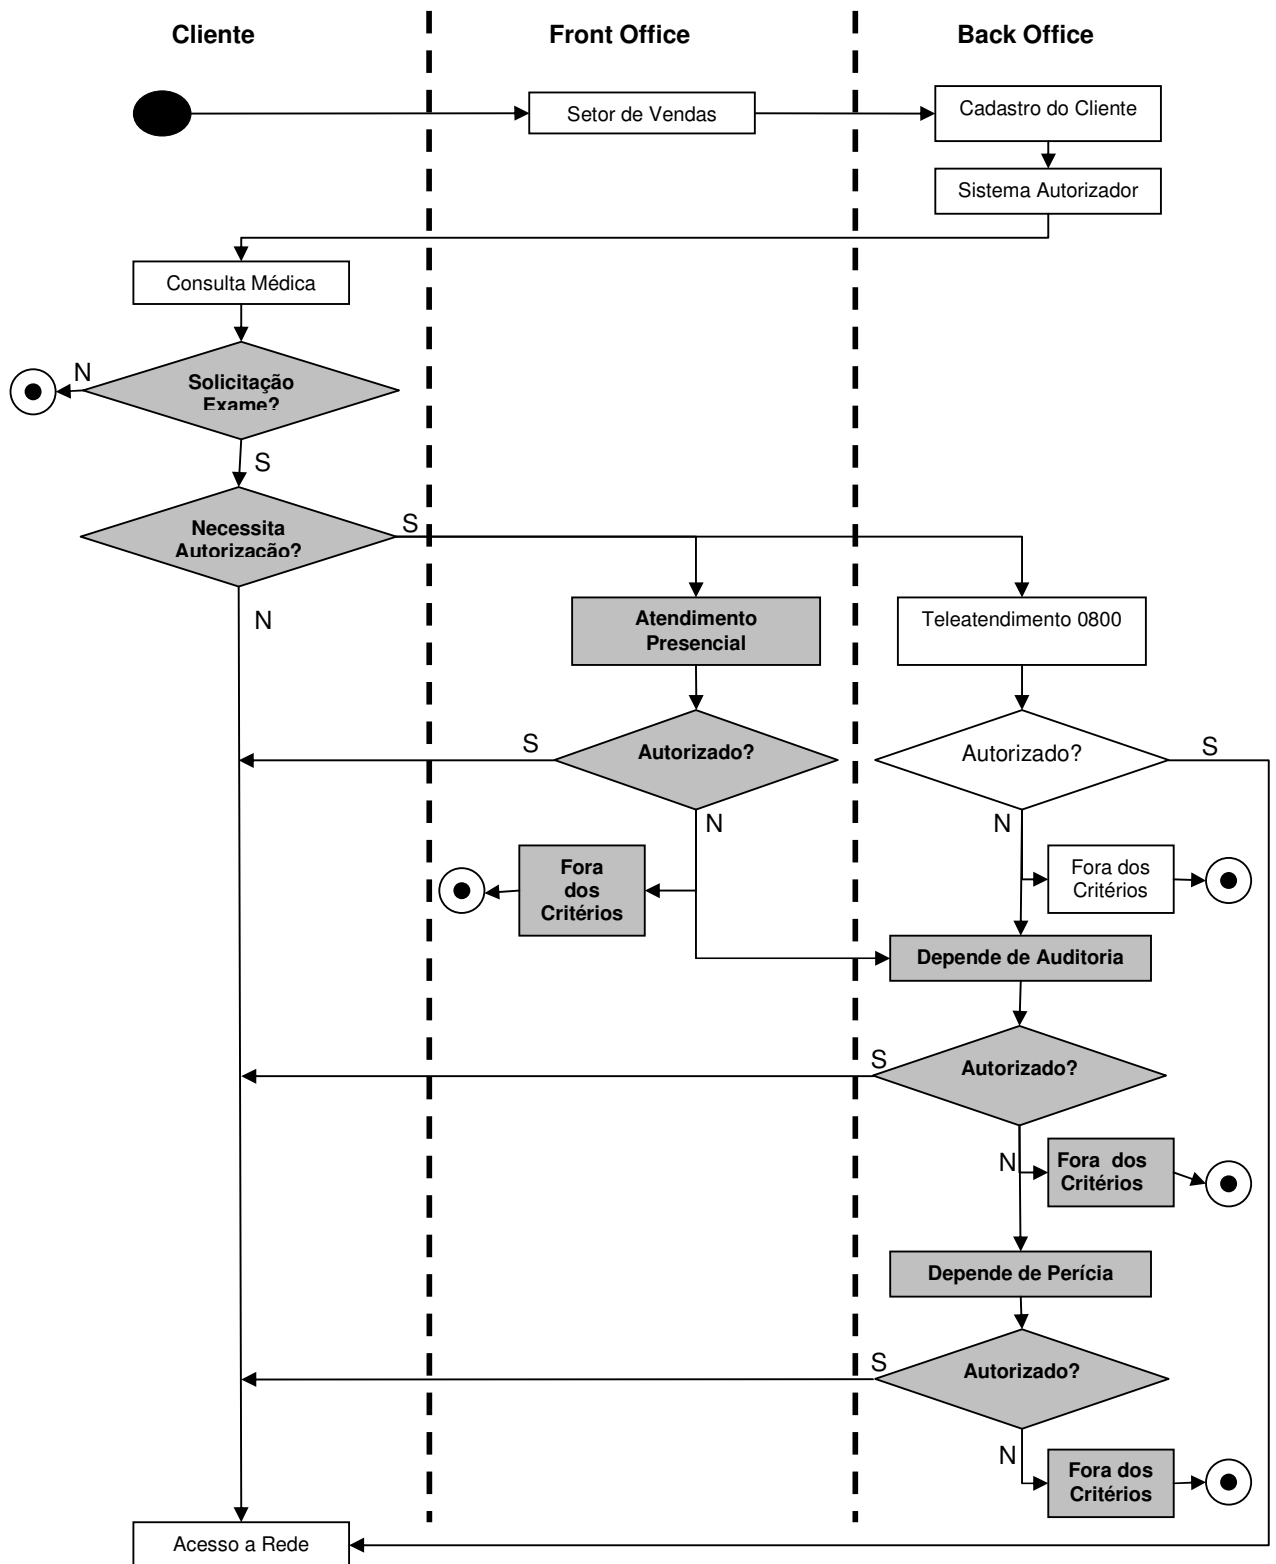 Cliente
Front Office
Back Office
Setor de Vendas
Cadastro do Cliente
Sistema Autorizador
Consulta Médica
N
Solicitação
Exame?
S
Necessita
Autorização?
S
N
Atendimento
Presencial
Teleatendimento 0800
S
Autorizado?
Autorizado?
S
N
N
Fora
dos
Critérios
Fora dos
Critérios
Depende de Auditoria
S
Autorizado?
N
Fora dos
Critérios
Depende de Perícia
S
Autorizado?
N
Fora dos
Critérios
Acesso a Rede